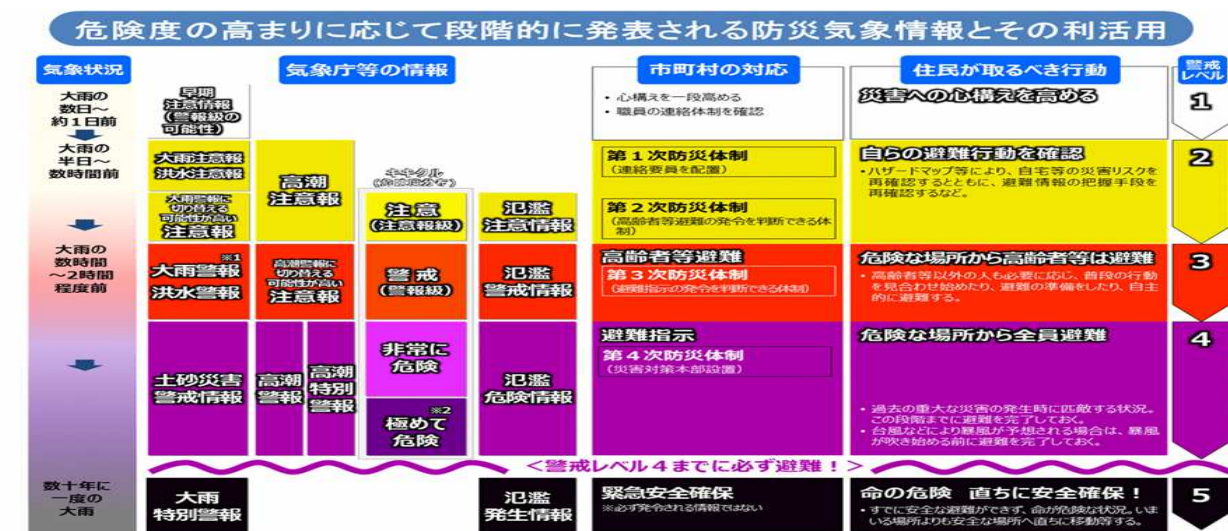 危険度の高まりに応じて段階的に発表される防災気象情報とその利活用
気象状況
気象庁等の情報
市町村の対応
住民が取るべき行動
警戒
レベル
大雨の
数日~
約1日前
早期
注意情報
(警報級の
可能性)
・心構えを一段高める
・職員の連絡体制を確認
災害への心構えを高める
1
大雨の
半日~
数時間前
大雨注意報
洪水注意報
大雨警報に
切り替える
可能性が高い
注意報
高潮
注意報
キキクル
注意
(注意報級)
氾濫
注意情報
第1次防災体制
(連絡要員を配置)
第2次防災体制
(高齢者等避難の発令を判断できる体
制)
自らの避難行動を確認
・ハザードマップ等により、自宅等の災害リスクを
再確認するとともに、避難情報の把握手段を
再確認するなど。
2
大雨の
数時間
~2時間
程度前
※1
大雨警報
洪水警報
高潮警報に
切り替える
可能性が高い
注意報
警戒
(警報級)
氾濫
警戒情報
高齢者等避難
第3次防災体制
(避難指示の発令を判断できる体制)
危険な場所から高齢者等は避難
・高齢者等以外の人も必要に応じ、普段の行動
を見合わせ始めたり、避難の準備をしたり、自主
的に避難する。
3
土砂災害
警戒情報
高潮
警報
高潮
特別
警報
非常に
危険
※2
極めて
危険
氾濫
危険情報
避難指示
第4次防災体制
(災害対策本部設置)
危険な場所から全員避難
・過去の重大な災害の発生時に匹敵する状況。
この段階までに避難を完了しておく。
・台風などにより暴風が予想される場合は、暴風
が吹き始める前に避難を完了しておく。
4
<警戒レベル4までに必ず避難!>
数十年に
一度の
大雨
大雨
特別警報
氾濫
発生情報
緊急安全確保
※必ず発令される情報ではない
命の危険 直ちに安全確保!
・すでに安全な避難ができず、命が危険な状況。いま
いる場所よりも安全な場所へ直ちに移動等する。
5